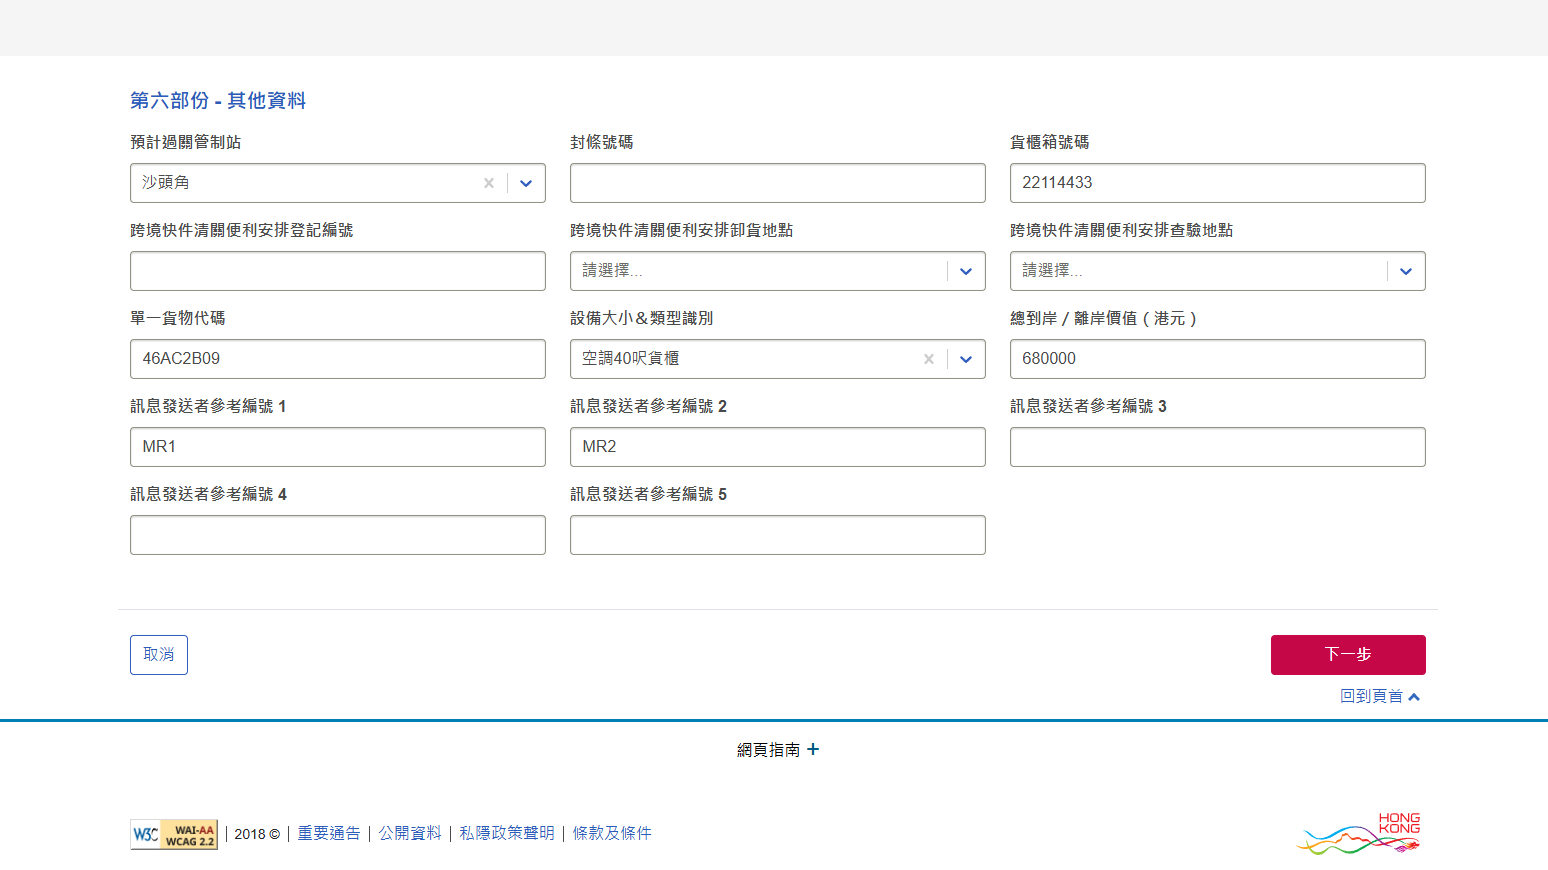 第六部份 - 其他資料
預計過關管制站 封條號碼 貨櫃箱號碼
沙頭角 22114433
跨境快件清關便利安排登記編號 跨境快件清關便利安排卸貨地點 跨境快件清關便利安排查驗地點
請選擇... 請選擇...
單一貨物代碼 設備大小＆類型識別 總到岸 / 離岸價值 ( 港元 )
46AC2B09 空調40呎貨櫃 680000
訊息發送者參考編號 1 訊息發送者參考編號 2 訊息發送者參考編號 3
MR1 MR2
訊息發送者參考編號 4 訊息發送者參考編號 5
取消 下一步
回到頁首
網頁指南 +
W3C WAI-AA WCAG 2.2 | 2018 © | 重要通告 | 公開資料 | 私隱政策聲明 | 條款及條件
HONG
KONG